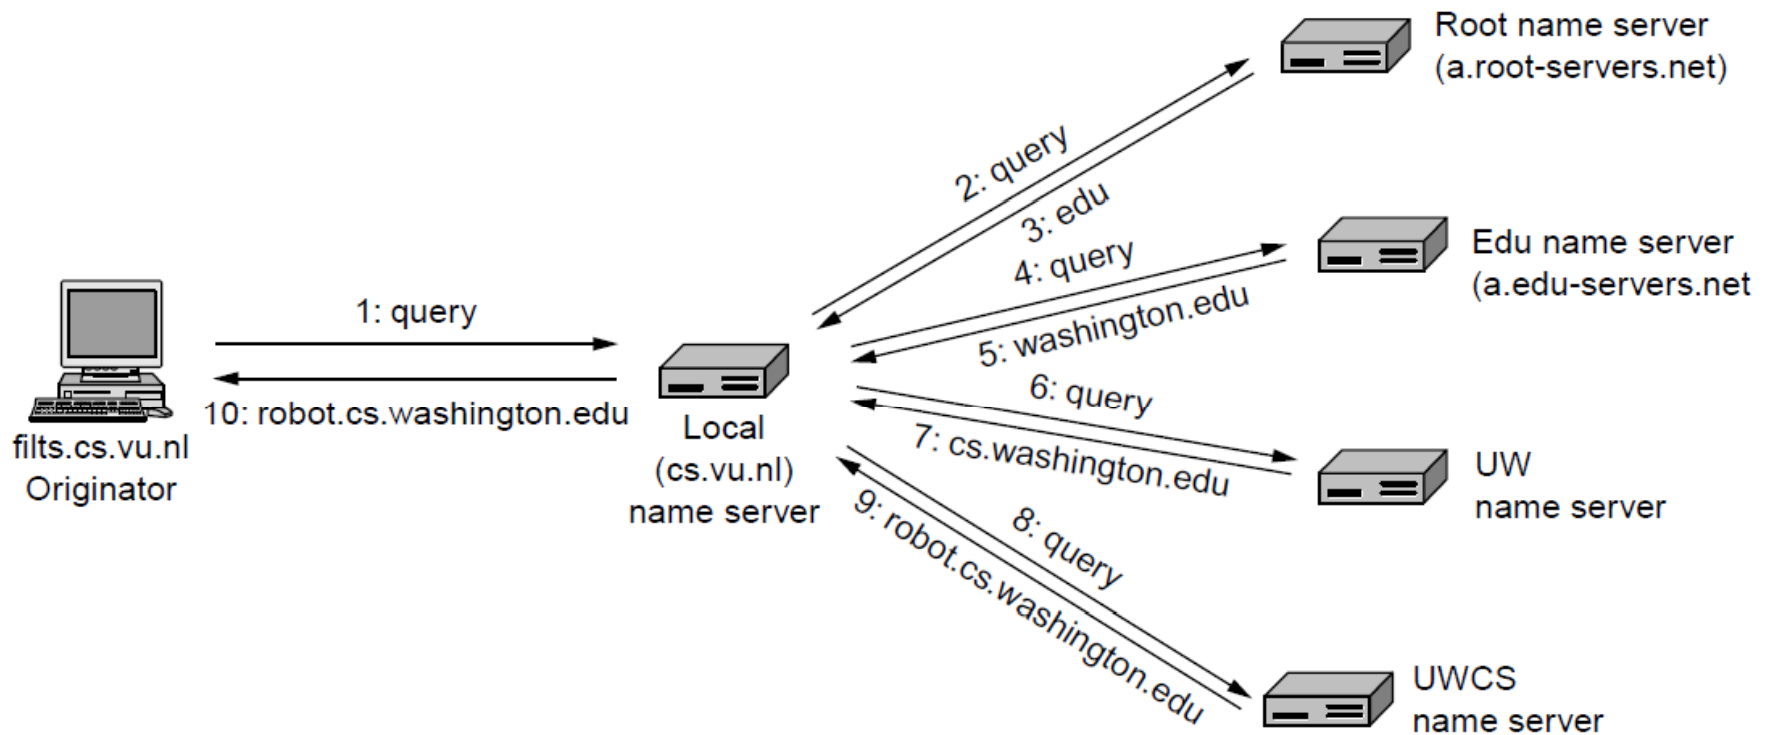 Root name server
(a.root-servers.net)
2: query
3: edu
4: query
5: washington.edu
Edu name server
(a.edu-servers.net
1: query
10: robot.cs.washington.edu
filts.cs.vu.nl
Originator
Local
(cs.vu.nl)
name server
6: query
7: cs.washington.edu
UW
name server
8: query
9: robot.cs.washington.edu
UWCS
name server